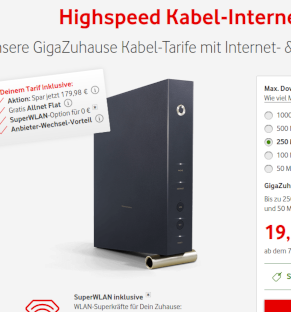 Highspeed Kabel-Interne
nsere GigaZuhause Kabel-Tarife mit Internet- &
Deinem Tarif inklusive:
Aktion: Spar jetzt 179,98 €
Gratis Allnet Flat
SuperWLAN-Option für 0 € *
Anbieter-Wechsel-Vorteil
Max. Dow
Wie viel M
1000
500 M
250
100 M
50 M
GigaZuh
Bis zu 25
und 50 M
19,
ab dem 7
S
SuperWLAN inklusive *
WLAN-Superkräfte für Dein Zuhause: